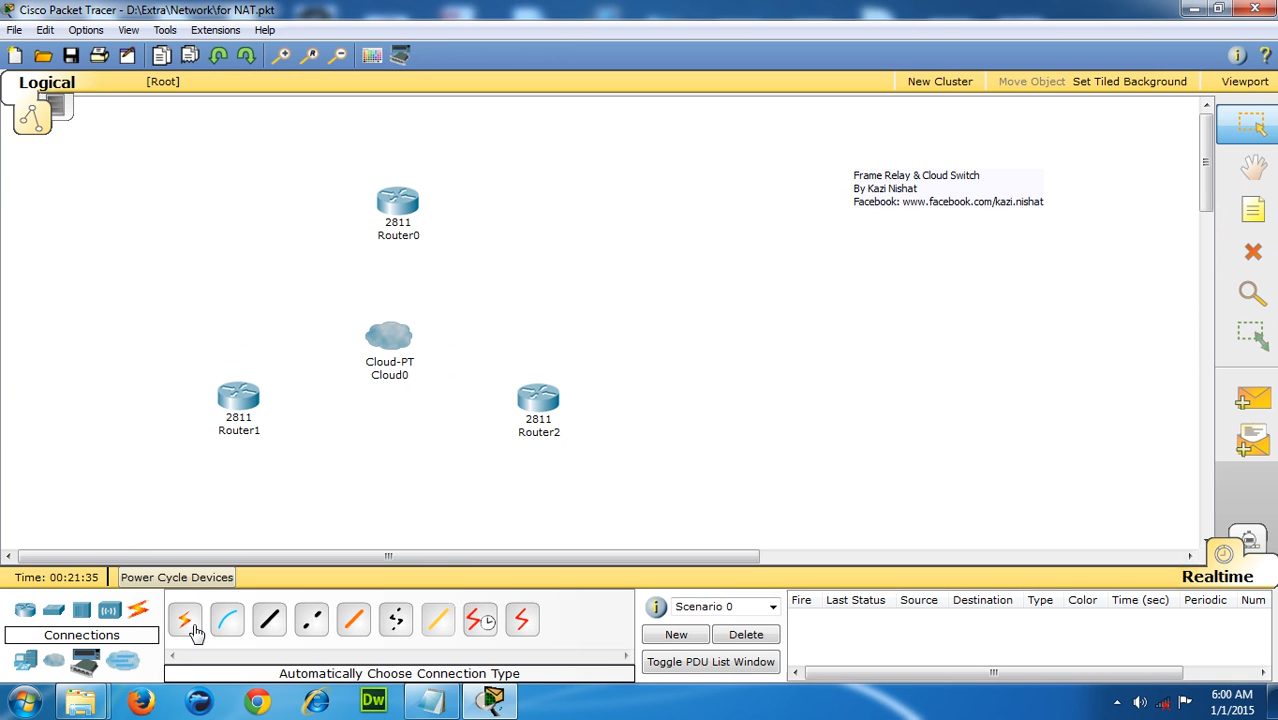 Cisco Packet Tracer - D:\Extra\Network\for NAT.pkt
File Edit Options View Tools Extensions Help
Logical [Root] New Cluster Move Object Set Tiled Background Viewport
Frame Relay & Cloud Switch
By Kazi Nishat
Facebook: www.facebook.com/kazi.nishat
2811
Router0
Cloud-PT
Cloud0
2811
Router1
2811
Router2
Time: 00:21:35 Power Cycle Devices Realtime
Connections
Automatically Choose Connection Type
Scenario 0
New Delete
Toggle PDU List Window
Fire Last Status Source Destination Type Color Time (sec) Periodic Num
Dw
6:00 AM
1/1/2015